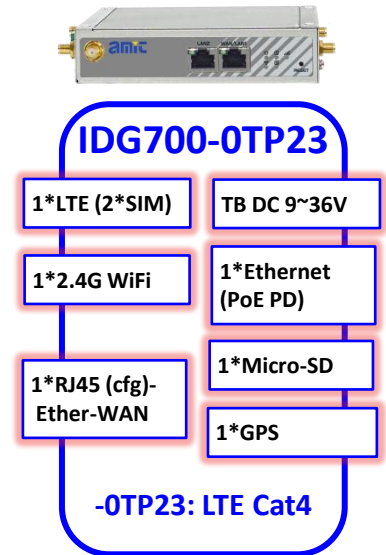 amit
LAN2
WAN/LAN1
RESET
IDG700-0TP23
1*LTE (2*SIM)
TB DC 9~36V
1*2.4G WiFi
1*Ethernet
(PoE PD)
1*RJ45 (cfg)-
Ether-WAN
1*Micro-SD
1*GPS
-0TP23: LTE Cat4